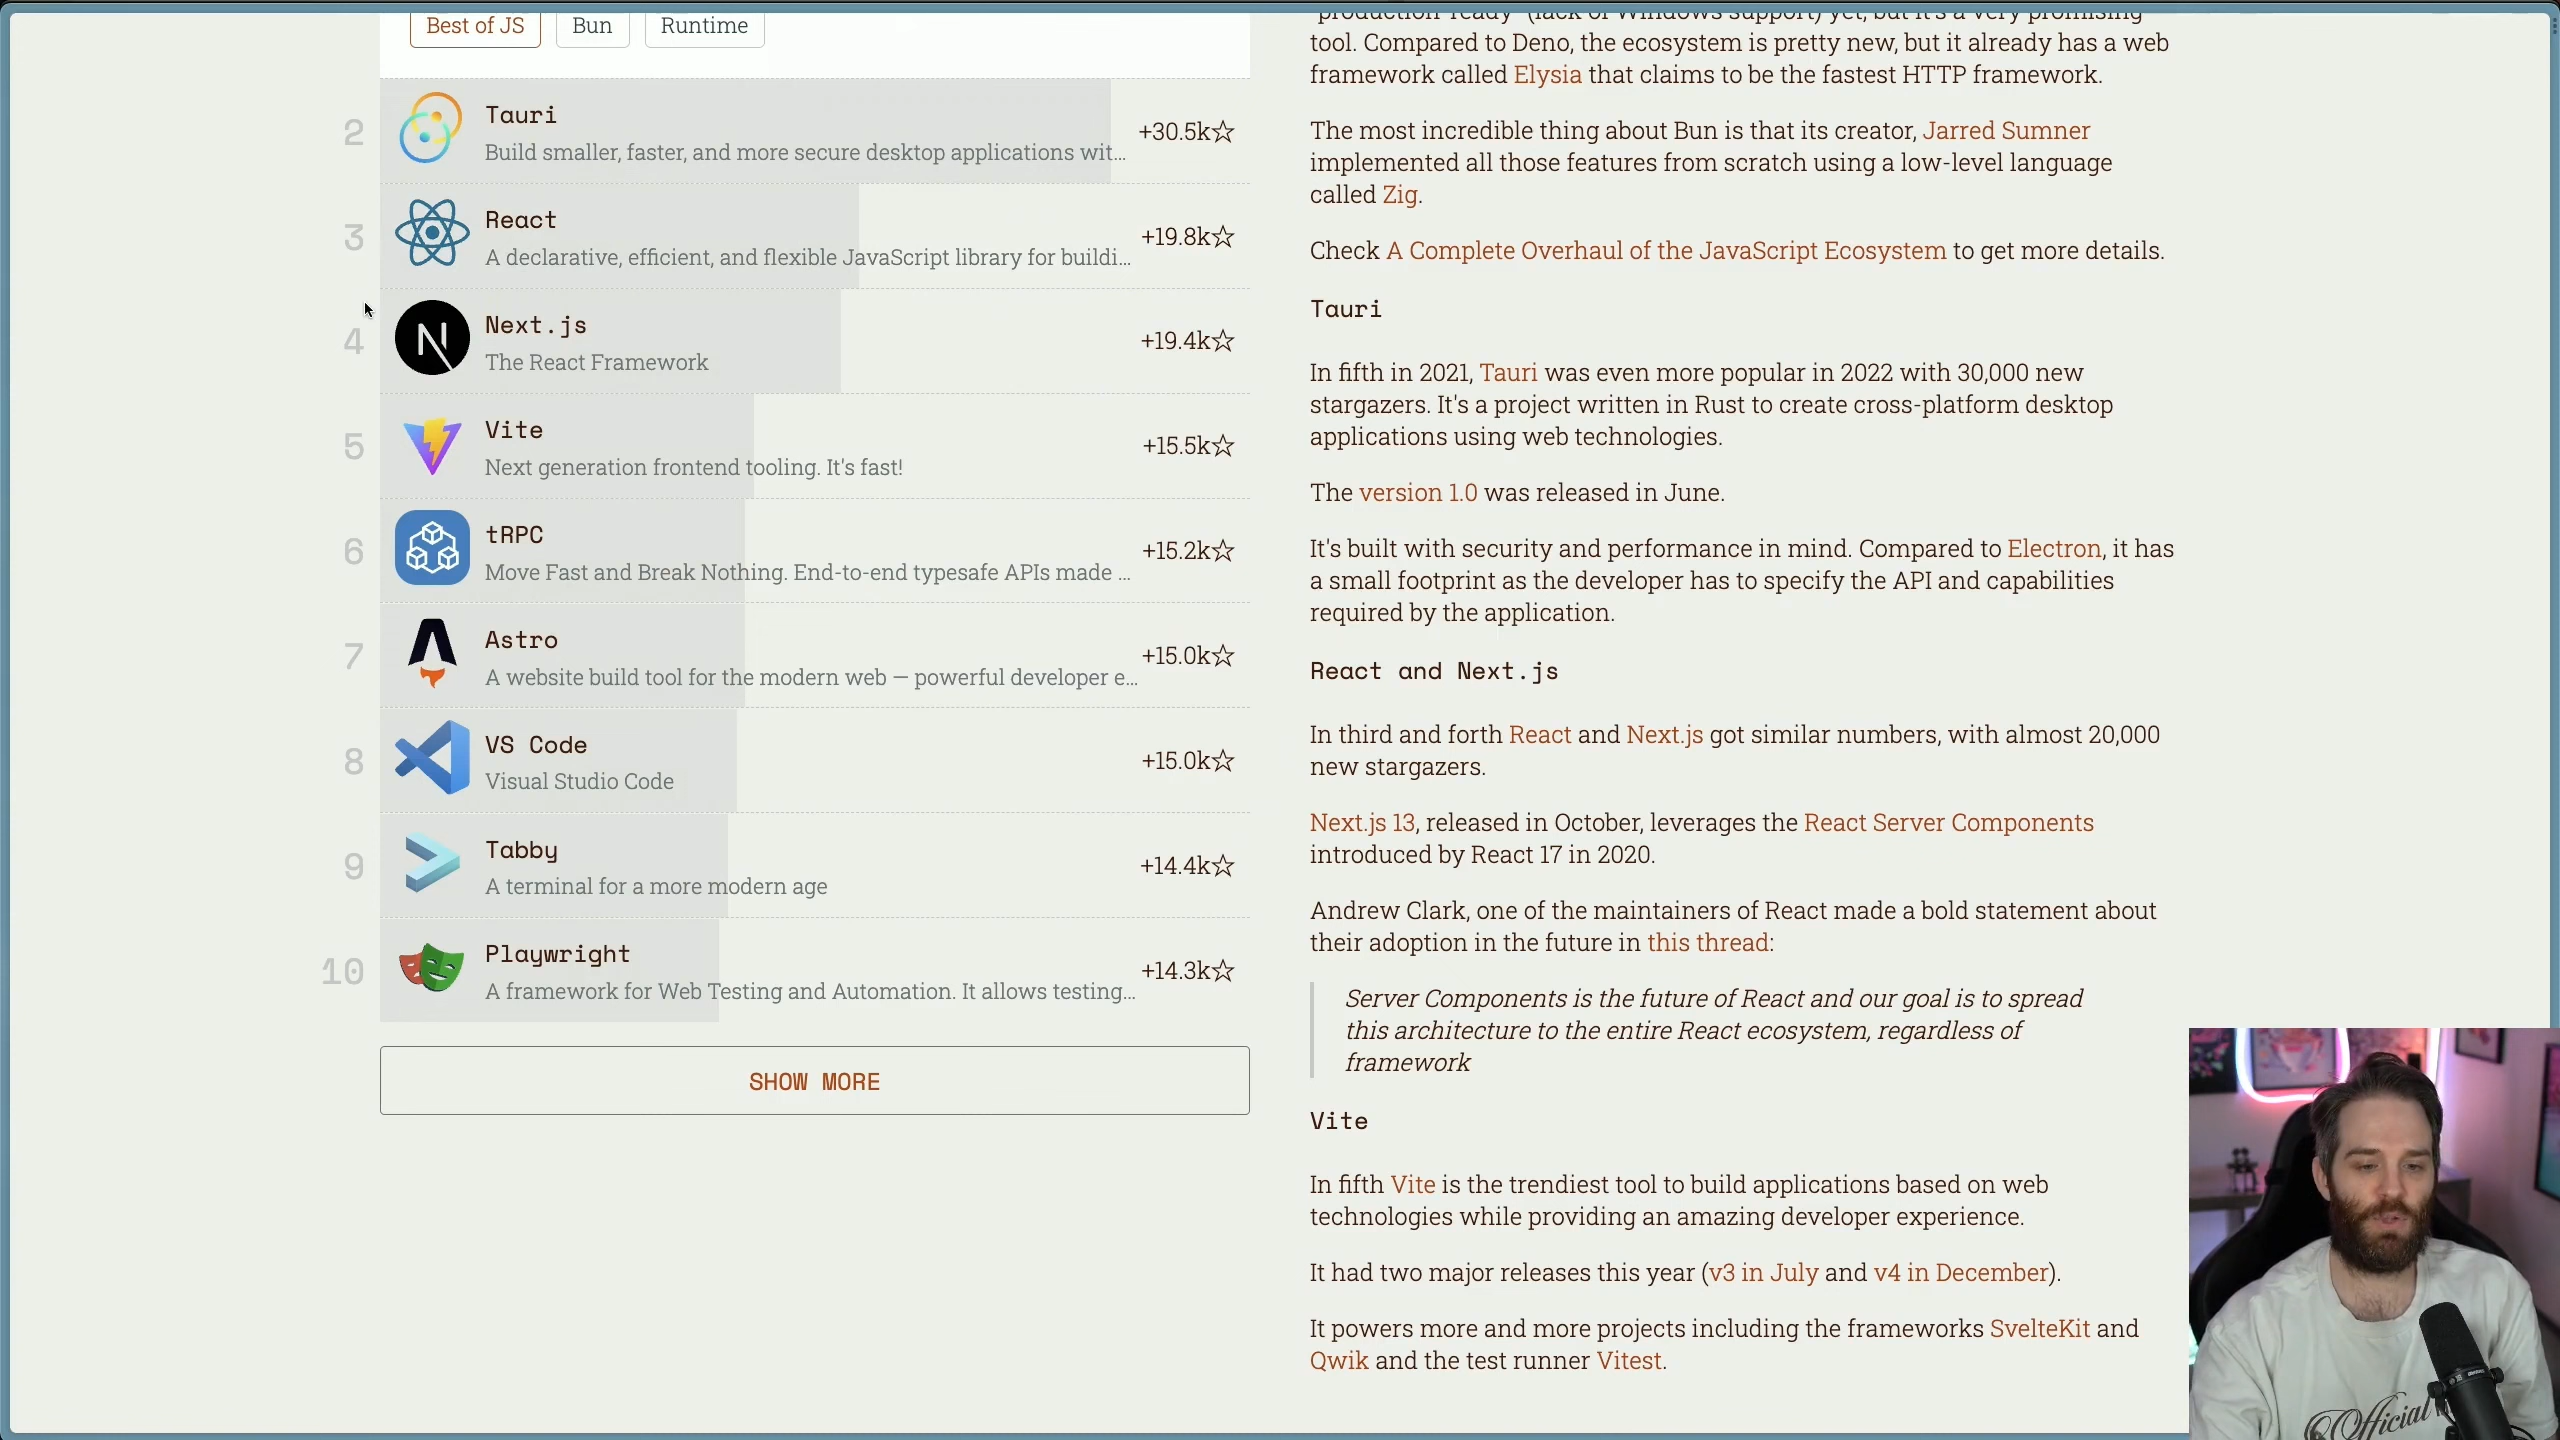 Best of JS
Bun
Runtime
2
Tauri
Build smaller, faster, and more secure desktop applications wit...
+30.5k☆
3
React
A declarative, efficient, and flexible JavaScript library for buildi...
+19.8k☆
4
Next.js
The React Framework
+19.4k☆
5
Vite
Next generation frontend tooling. It's fast!
+15.5k☆
6
tRPC
Move Fast and Break Nothing. End-to-end typesafe APIs made ...
+15.2k☆
7
Astro
A website build tool for the modern web — powerful developer e...
+15.0k☆
8
VS Code
Visual Studio Code
+15.0k☆
9
Tabby
A terminal for a more modern age
+14.4k☆
10
Playwright
A framework for Web Testing and Automation. It allows testing...
+14.3k☆
SHOW MORE
"production-ready" (lack of Windows support) yet, but it's a very promising
tool. Compared to Deno, the ecosystem is pretty new, but it already has a web
framework called Elysia that claims to be the fastest HTTP framework.
The most incredible thing about Bun is that its creator, Jarred Sumner
implemented all those features from scratch using a low-level language
called Zig.
Check A Complete Overhaul of the JavaScript Ecosystem to get more details.
Tauri
In fifth in 2021, Tauri was even more popular in 2022 with 30,000 new
stargazers. It's a project written in Rust to create cross-platform desktop
applications using web technologies.
The version 1.0 was released in June.
It's built with security and performance in mind. Compared to Electron, it has
a small footprint as the developer has to specify the API and capabilities
required by the application.
React and Next.js
In third and forth React and Next.js got similar numbers, with almost 20,000
new stargazers.
Next.js 13, released in October, leverages the React Server Components
introduced by React 17 in 2020.
Andrew Clark, one of the maintainers of React made a bold statement about
their adoption in the future in this thread:
Server Components is the future of React and our goal is to spread
this architecture to the entire React ecosystem, regardless of
framework
Vite
In fifth Vite is the trendiest tool to build applications based on web
technologies while providing an amazing developer experience.
It had two major releases this year (v3 in July and v4 in December).
It powers more and more projects including the frameworks SvelteKit and
Qwik and the test runner Vitest.
Official